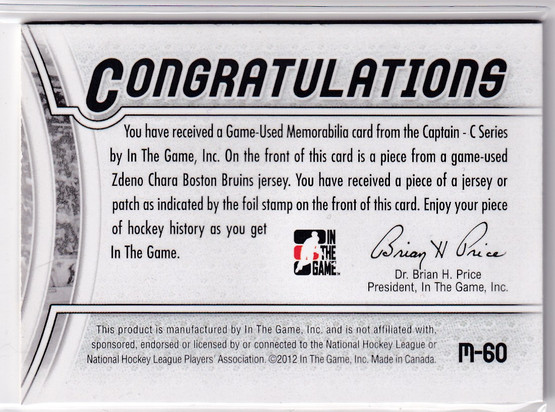 CONGRATULATIONS
You have received a Game-Used Memorabilia card from the Captain - C Series
by In The Game, Inc. On the front of this card is a piece from a game-used
Zdeno Chara Boston Bruins jersey. You have received a piece of a jersey or
patch as indicated by the foil stamp on the front of this card. Enjoy your piece
of hockey history as you get
In The Game.
IN
THE
GAME
Brian H Price
Dr. Brian H. Price
President, In The Game, Inc.
This product is manufactured by In The Game, Inc. and is not affiliated with,
sponsored, endorsed or licensed by or connected to the National Hockey League or
National Hockey League Players' Association. ©2012 In The Game, Inc. Made in Canada.
M-60